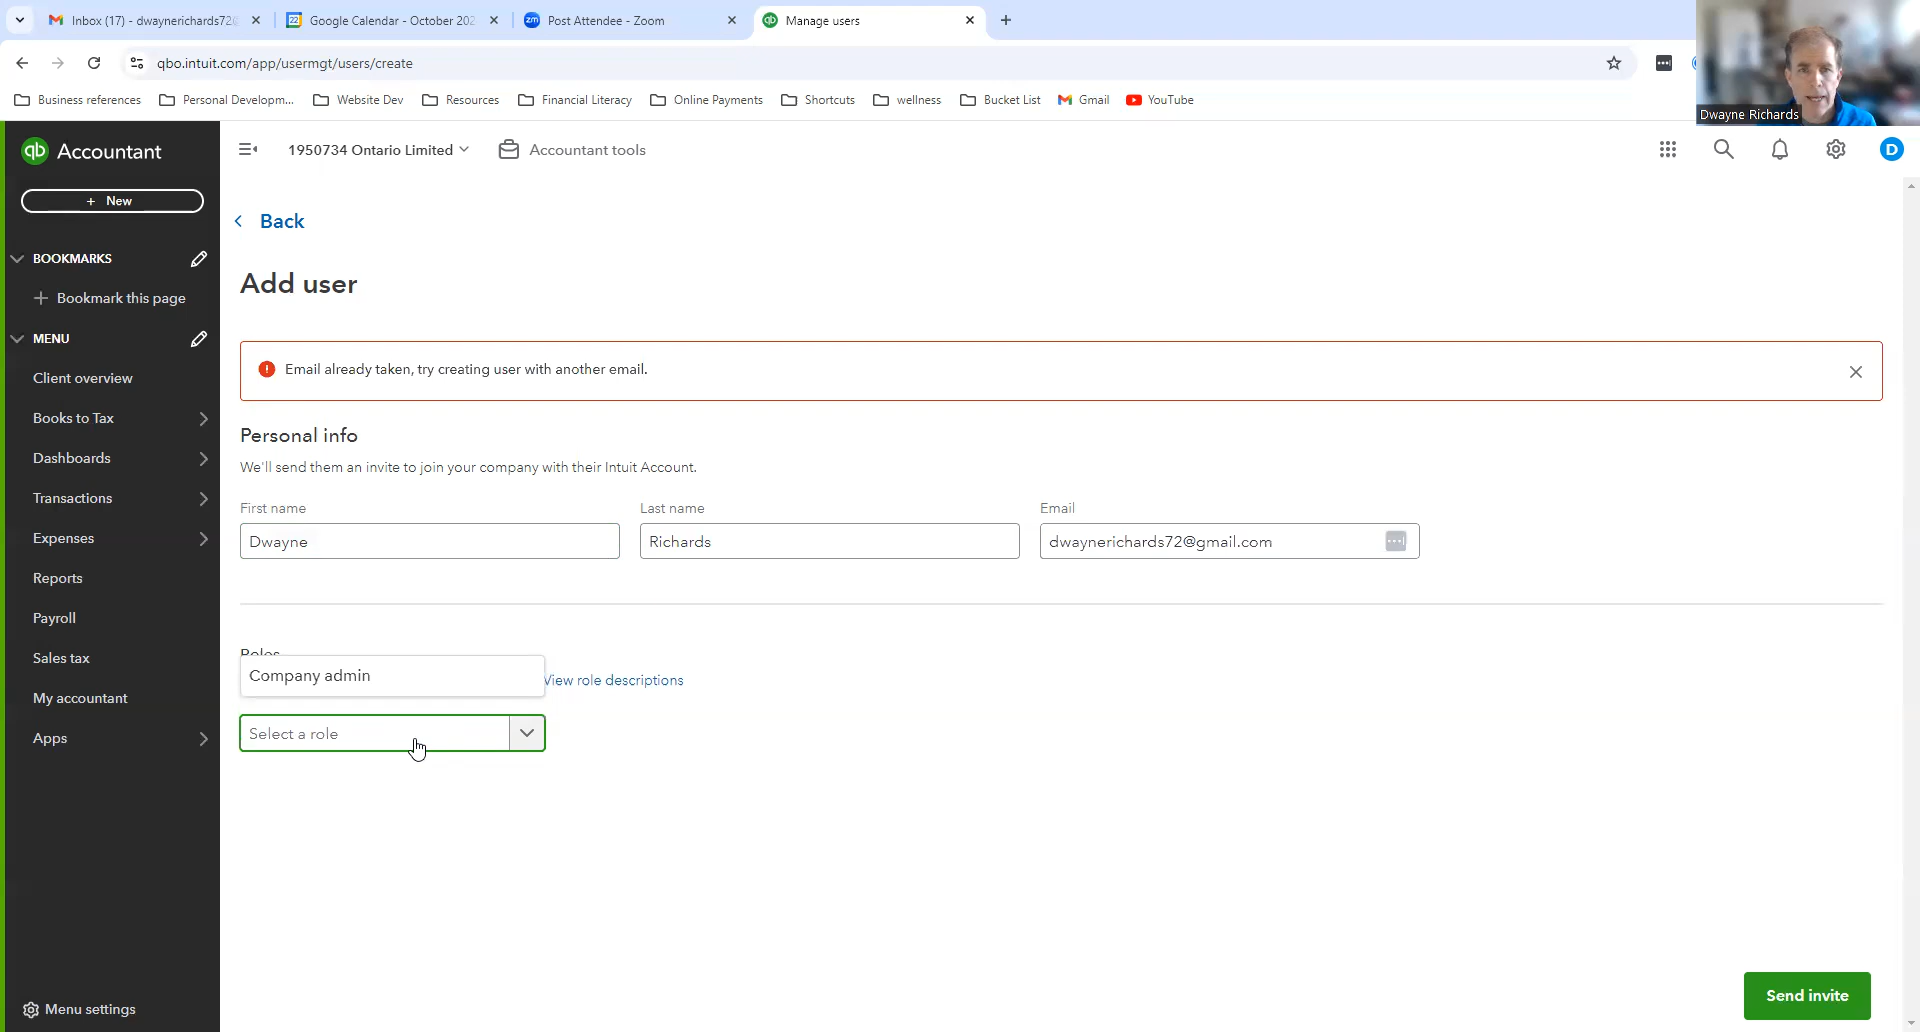 Inbox (17) - dwaynerichards72@
Google Calendar - October 202
zm Post Attendee - Zoom
qb Manage users
qbo.intuit.com/app/usermgt/users/create
Business references
Personal Developm...
Website Dev
Resources
Financial Literacy
Online Payments
Shortcuts
wellness
Bucket List
Gmail
YouTube
Dwayne Richards
qb Accountant
1950734 Ontario Limited
Accountant tools
D
+ New
Back
BOOKMARKS
+ Bookmark this page
Add user
MENU
Client overview
Books to Tax
Dashboards
Transactions
Expenses
Reports
Payroll
Sales tax
My accountant
Apps
Menu settings
Email already taken, try creating user with another email.
Personal info
We'll send them an invite to join your company with their Intuit Account.
First name
Last name
Email
Dwayne
Richards
dwaynerichards72@gmail.com
Roles
Company admin
View role descriptions
Select a role
Send invite